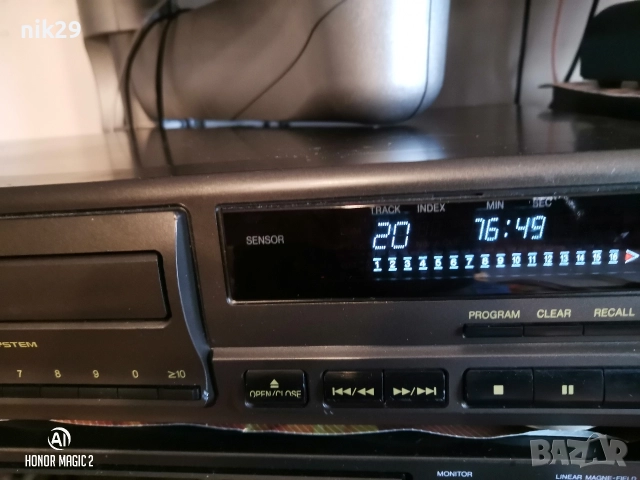 nik29
TRACK INDEX MIN SEC
SENSOR
20 76:49
1 2 3 4 5 6 7 8 9 10 11 12 13 14 15 16
PROGRAM CLEAR RECALL
YSTEM
7 8 9 0 ≥10
OPEN/CLOSE
AI
HONOR MAGIC 2
BAZAR
MONITOR
LINEAR MAGNE-FIELD